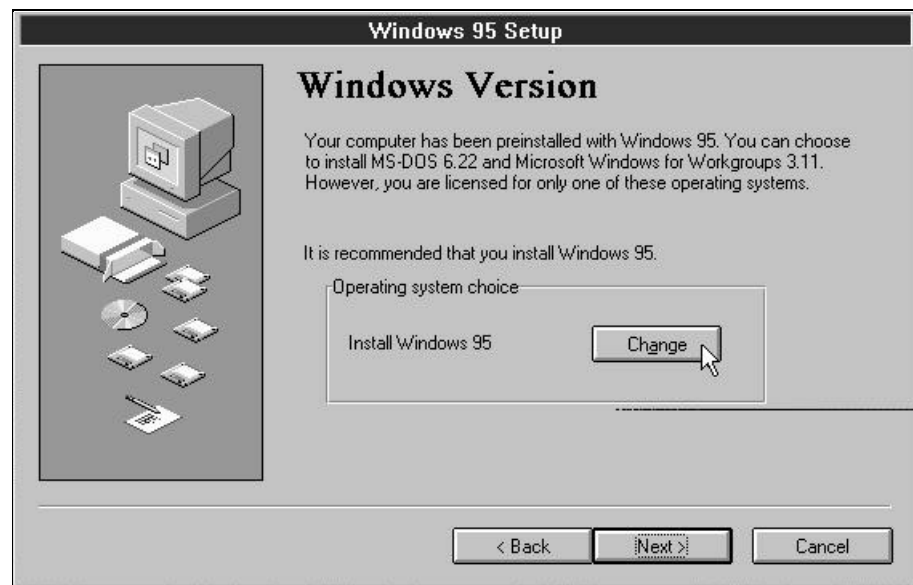 Windows 95 Setup
Windows Version
Your computer has been preinstalled with Windows 95. You can choose
to install MS-DOS 6.22 and Microsoft Windows for Workgroups 3.11.
However, you are licensed for only one of these operating systems.
It is recommended that you install Windows 95.
Operating system choice
Install Windows 95
Change
< Back
Next >
Cancel